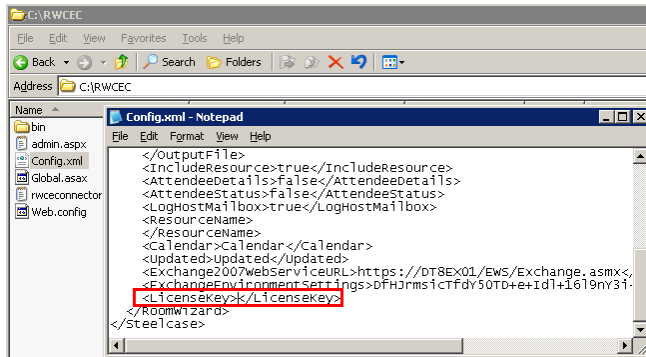 C:\RWCEC
File Edit View Favorites Tools Help
Back Search Folders
Address C:\RWCEC
Name
bin
admin.aspx
Config.xml
Global.asax
rwceconnector
Web.config
Config.xml - Notepad
File Edit Format View Help
</OutputFile>
<IncludeResource>true</IncludeResource>
<AttendeeDetails>false</AttendeeDetails>
<AttendeeStatus>false</AttendeeStatus>
<LogHostMailbox>true</LogHostMailbox>
<ResourceName>
</ResourceName>
<Calendar>Calendar</Calendar>
<Updated>Updated</Updated>
<Exchange2007WebServiceURL>https://DT8EX01/EWS/Exchange.asmx</
<ExchangeEnvironmentSettings>DfHJrmsicTfdY50TD+e+Idl+16l9nY3i-
<LicenseKey></LicenseKey>
</RoomWizard>
</Steelcase>